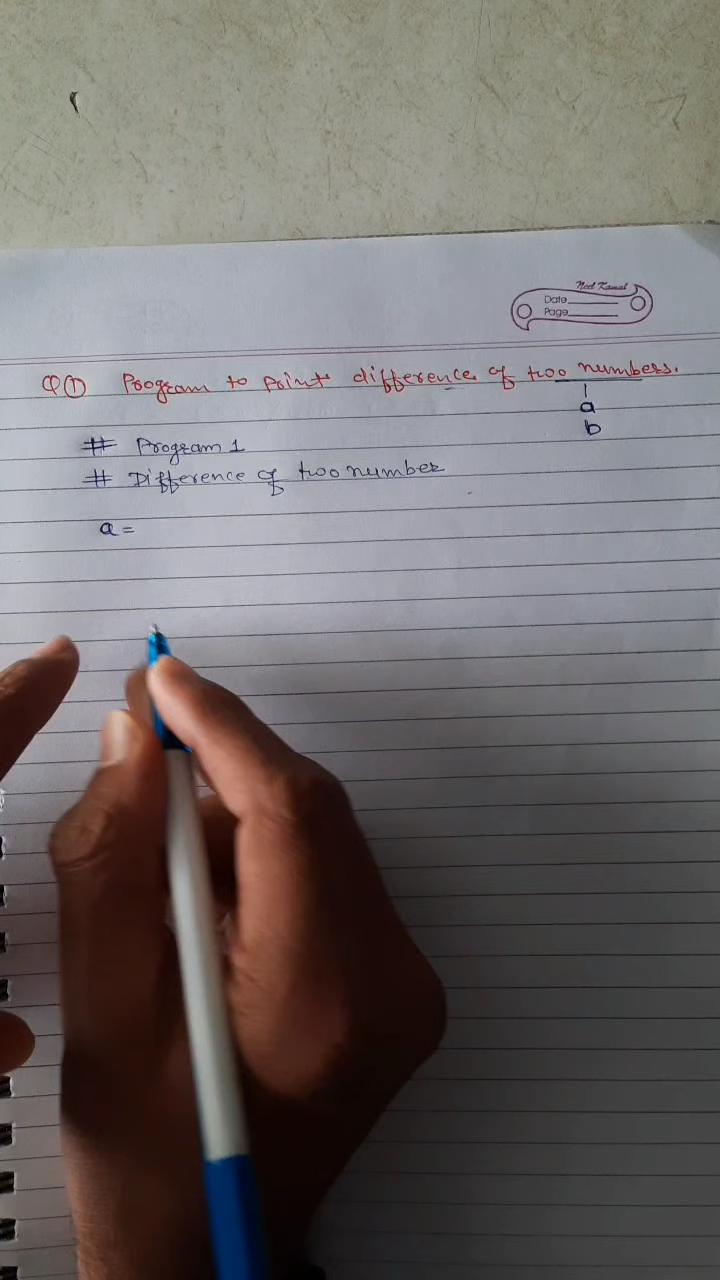 Neel Kamal
Date
Page
Q① Program to print difference of two numbers.
a
b
# Program 1
# Difference of two number
a =